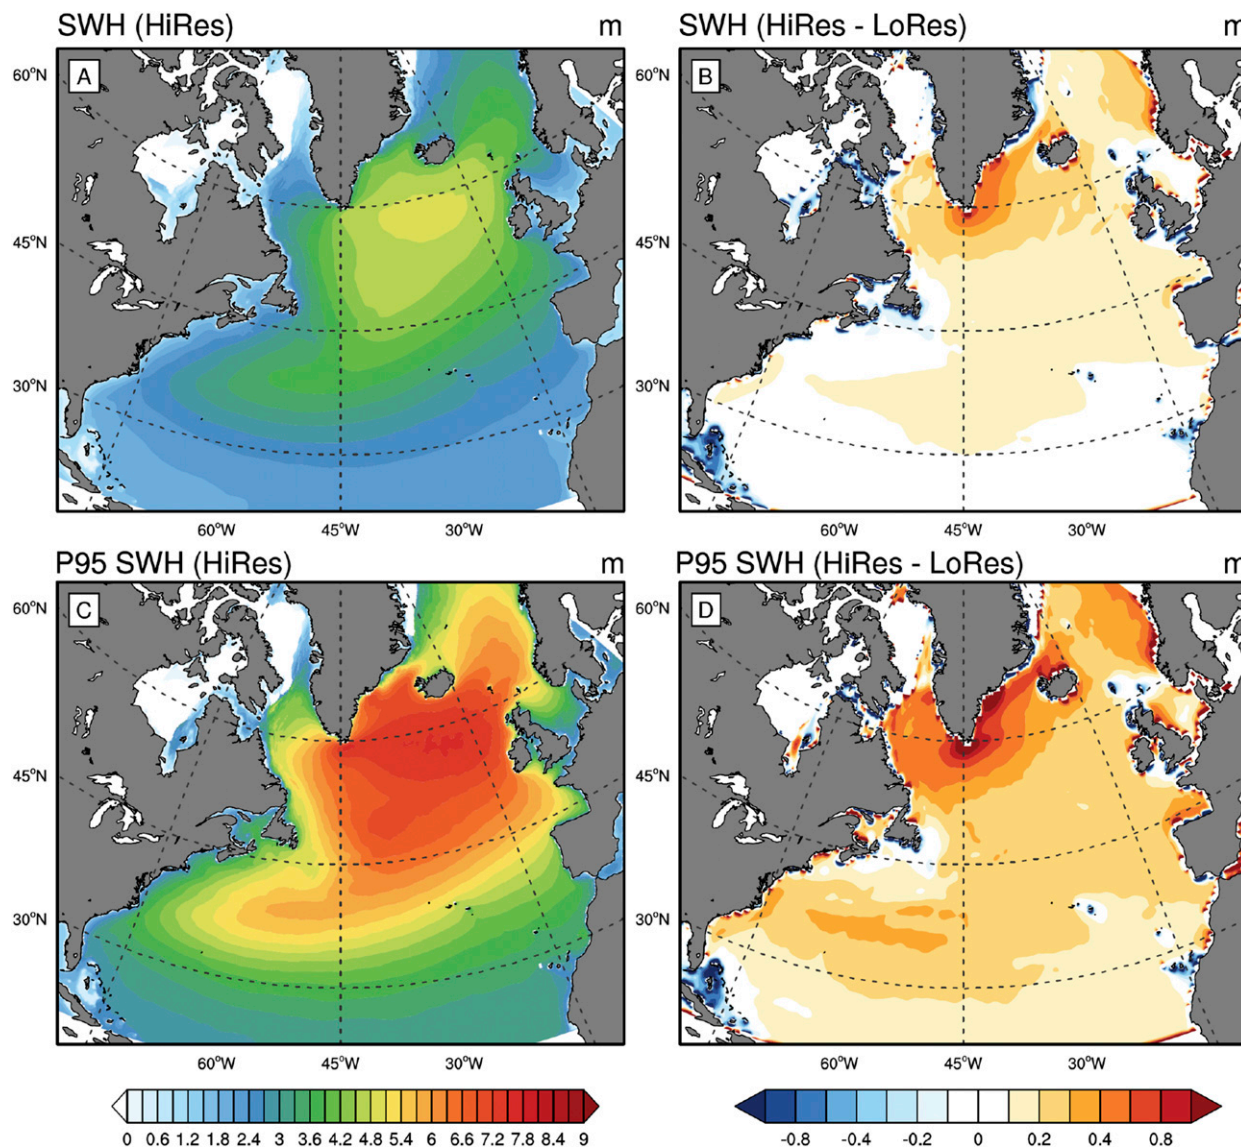 SWH (HiRes) m
SWH (HiRes - LoRes) m
A
B
60°N
60°N
45°N
45°N
30°N
30°N
60°W 45°W 30°W
60°W 45°W 30°W
P95 SWH (HiRes) m
P95 SWH (HiRes - LoRes) m
C
D
60°N
60°N
45°N
45°N
30°N
30°N
60°W 45°W 30°W
60°W 45°W 30°W
0 0.6 1.2 1.8 2.4 3 3.6 4.2 4.8 5.4 6 6.6 7.2 7.8 8.4 9
-0.8 -0.4 -0.2 0 0.2 0.4 0.8